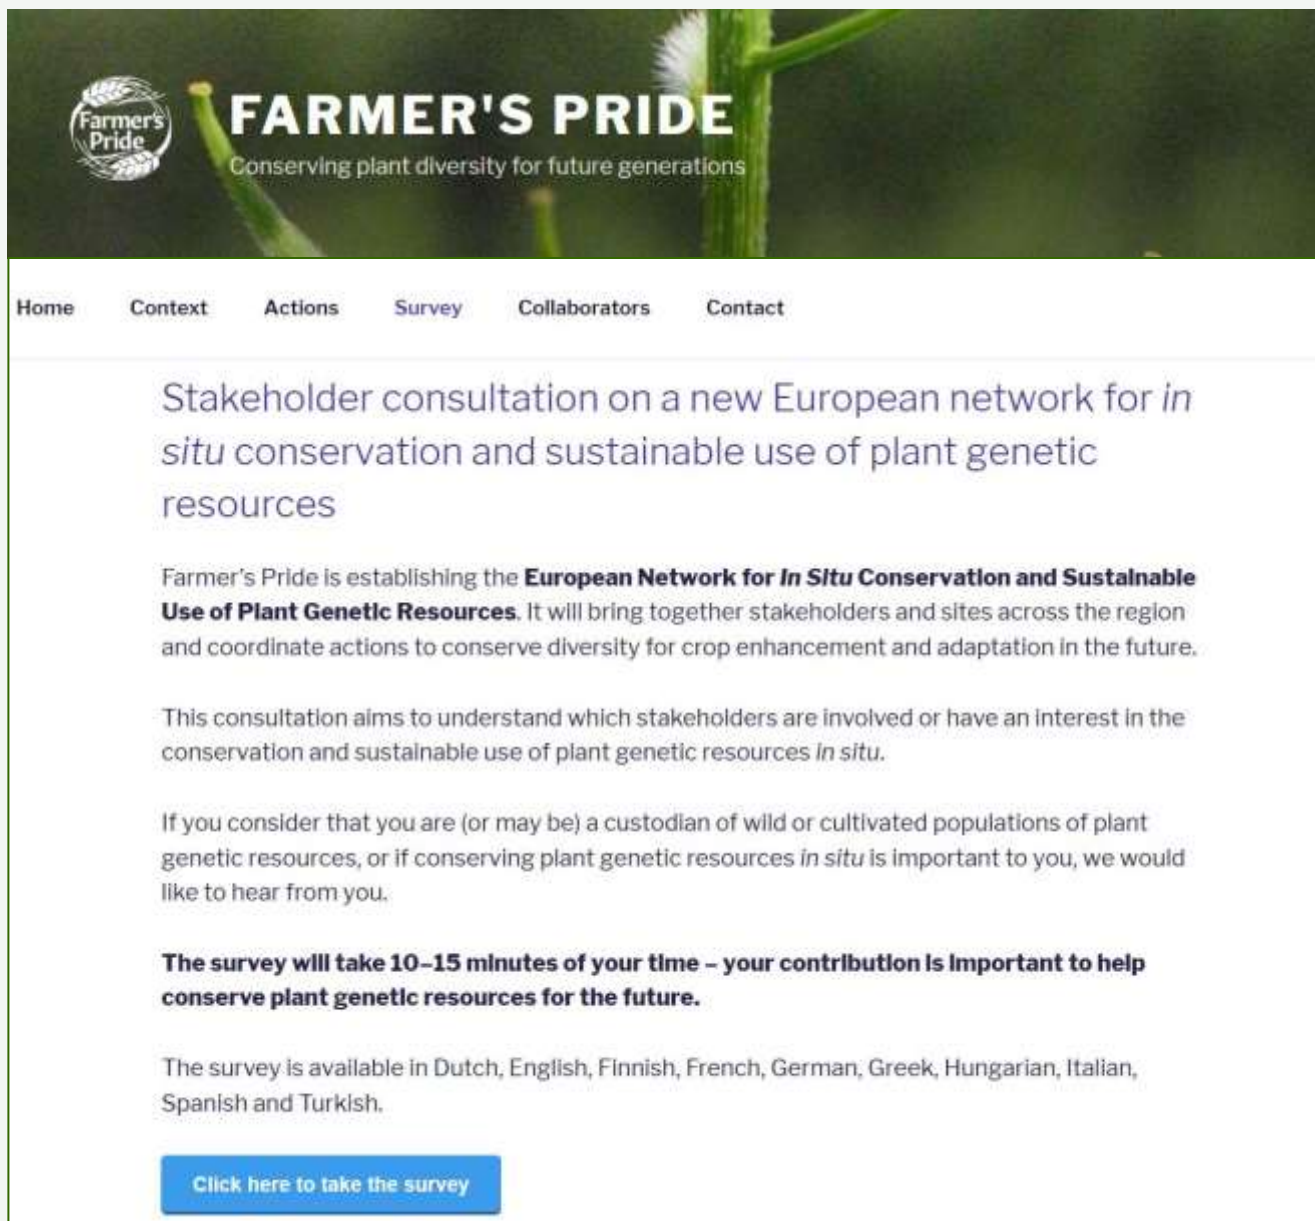 Farmer's
Pride
FARMER'S PRIDE
Conserving plant diversity for future generations
Home Context Actions Survey Collaborators Contact
Stakeholder consultation on a new European network for in
situ conservation and sustainable use of plant genetic
resources
Farmer's Pride is establishing the European Network for In Situ Conservation and Sustainable
Use of Plant Genetic Resources. It will bring together stakeholders and sites across the region
and coordinate actions to conserve diversity for crop enhancement and adaptation in the future.
This consultation aims to understand which stakeholders are involved or have an interest in the
conservation and sustainable use of plant genetic resources in situ.
If you consider that you are (or may be) a custodian of wild or cultivated populations of plant
genetic resources, or if conserving plant genetic resources in situ is important to you, we would
like to hear from you.
The survey will take 10–15 minutes of your time – your contribution is important to help
conserve plant genetic resources for the future.
The survey is available in Dutch, English, Finnish, French, German, Greek, Hungarian, Italian,
Spanish and Turkish.
Click here to take the survey